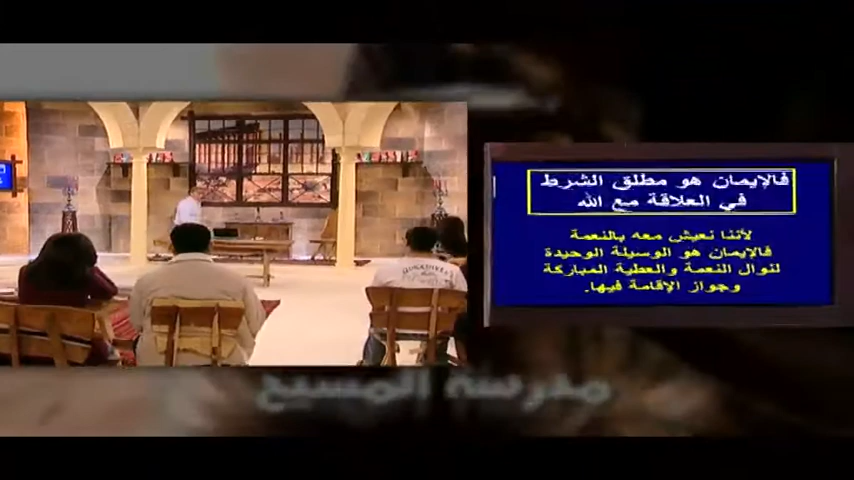 فالإيمان هو مطلق الشرط
في العلاقة مع الله
لأننا نعيش معه بالنعمة
فالإيمان هو الوسيلة الوحيدة
لنوال النعمة والعطية المباركة
وجواز الإقامة فيها.
مدرسة المسيح